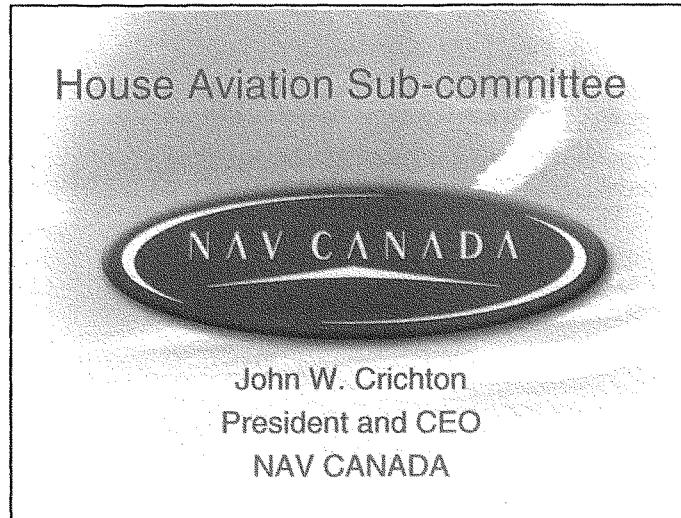 House Aviation Sub-committee
NAV CANADA
John W. Crichton
President and CEO
NAV CANADA